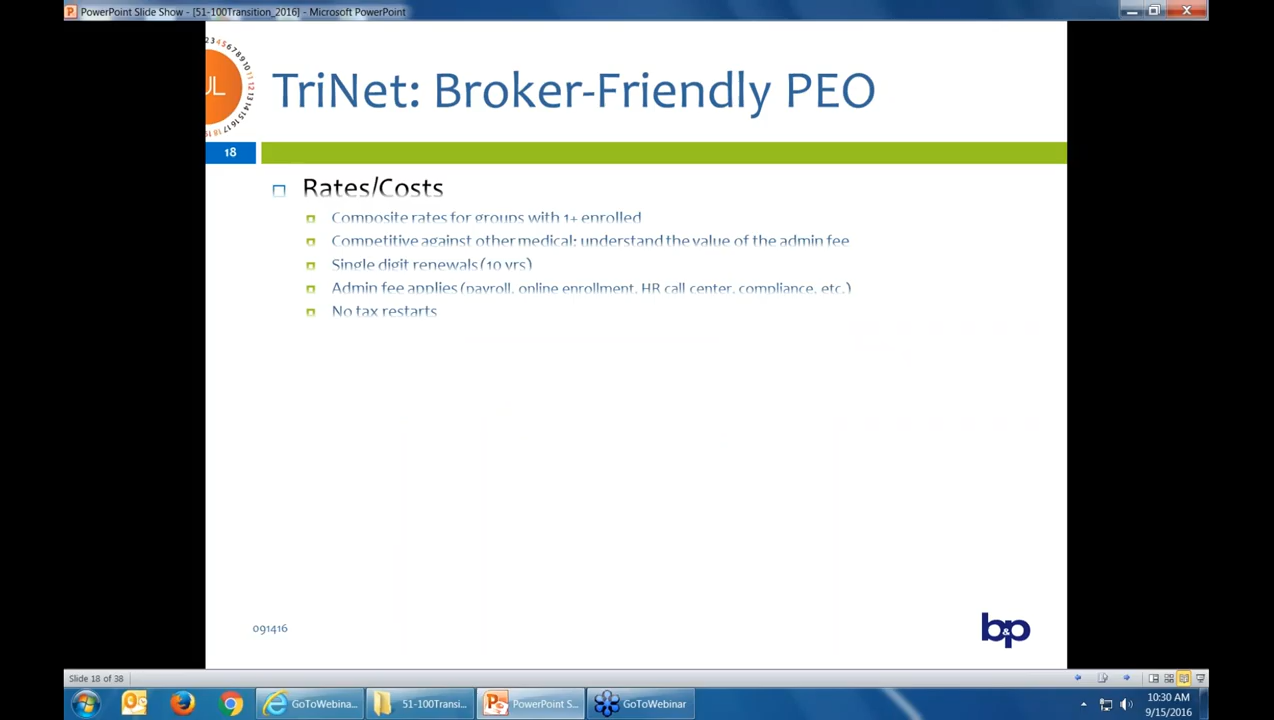 PowerPoint Slide Show - [51-100Transition_2016] - Microsoft PowerPoint
TriNet: Broker-Friendly PEO
18
Rates/Costs
Composite rates for groups with 1+ enrolled
Competitive against other medical; understand the value of the admin fee
Single digit renewals (10 yrs)
Admin fee applies (payroll, online enrollment, HR call center, compliance, etc.)
No tax restarts
091416
b&p
Slide 18 of 38
GoToWebina...
51-100Transi...
PowerPoint S...
GoToWebinar
10:30 AM
9/15/2016